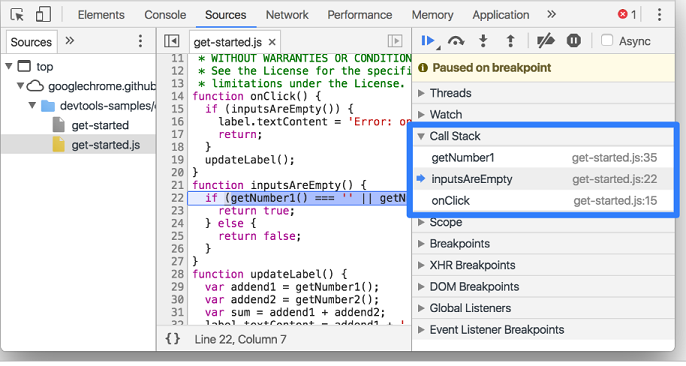 Elements Console Sources Network Performance Memory Application » 1
Sources »
get-started.js ×
Async
top
googlechrome.github
devtools-samples/
get-started
get-started.js
11 * WITHOUT WARRANTIES OR CONDITION
12 * See the License for the specifi
13 * limitations under the License.
14 function onClick() {
15 if (inputsAreEmpty()) {
16 label.textContent = 'Error: on
17 return;
18 }
19 updateLabel();
20 }
21 function inputsAreEmpty() {
22 if (getNumber1() === '' || getN
23 return true;
24 } else {
25 return false;
26 }
27 }
28 function updateLabel() {
29 var addend1 = getNumber1();
30 var addend2 = getNumber2();
31 var sum = addend1 + addend2;
32 label.textContent = addend1 + '
{} Line 22, Column 7
Paused on breakpoint
Threads
Watch
Call Stack
getNumber1 get-started.js:35
inputsAreEmpty get-started.js:22
onClick get-started.js:15
Scope
Breakpoints
XHR Breakpoints
DOM Breakpoints
Global Listeners
Event Listener Breakpoints